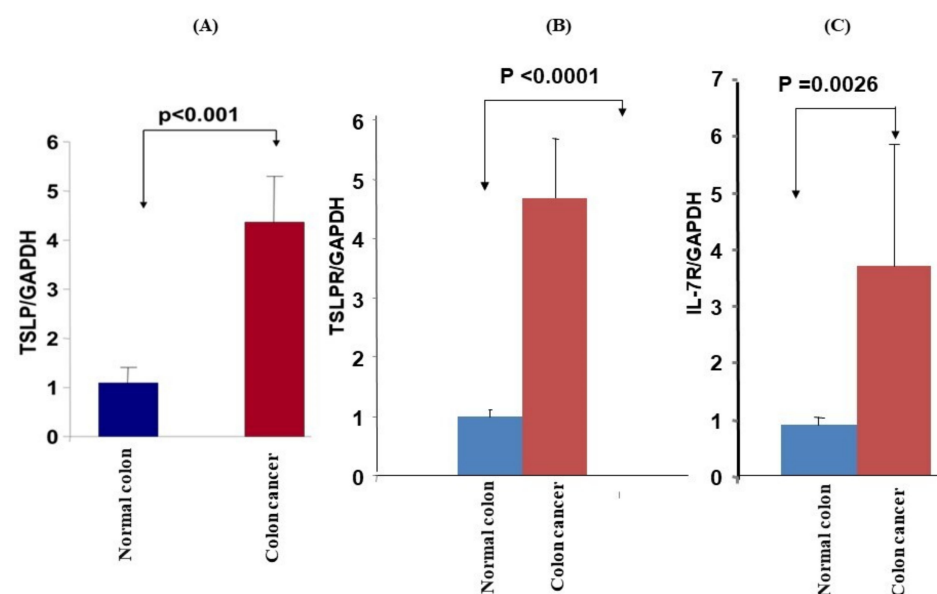 (A)
(B)
(C)
p<0.001
P <0.0001
P =0.0026
TSLP/GAPDH
6
5
4
3
2
1
0
Normal colon
Colon cancer
TSLPR/GAPDH
6
5
4
3
2
1
0
Normal colon
Colon cancer
IL-7R/GAPDH
7
6
5
4
3
2
1
0
Normal colon
Colon cancer